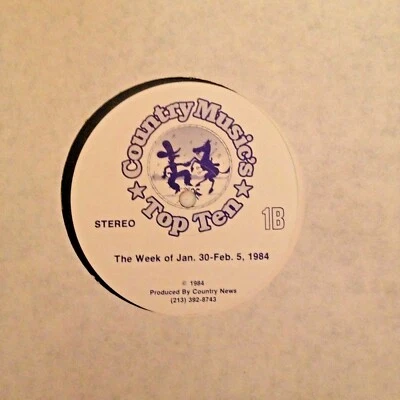 Country Music's
Top Ten
STEREO
1B
The Week of Jan. 30-Feb. 5, 1984
© 1984
Produced By Country News
(213) 392-8743